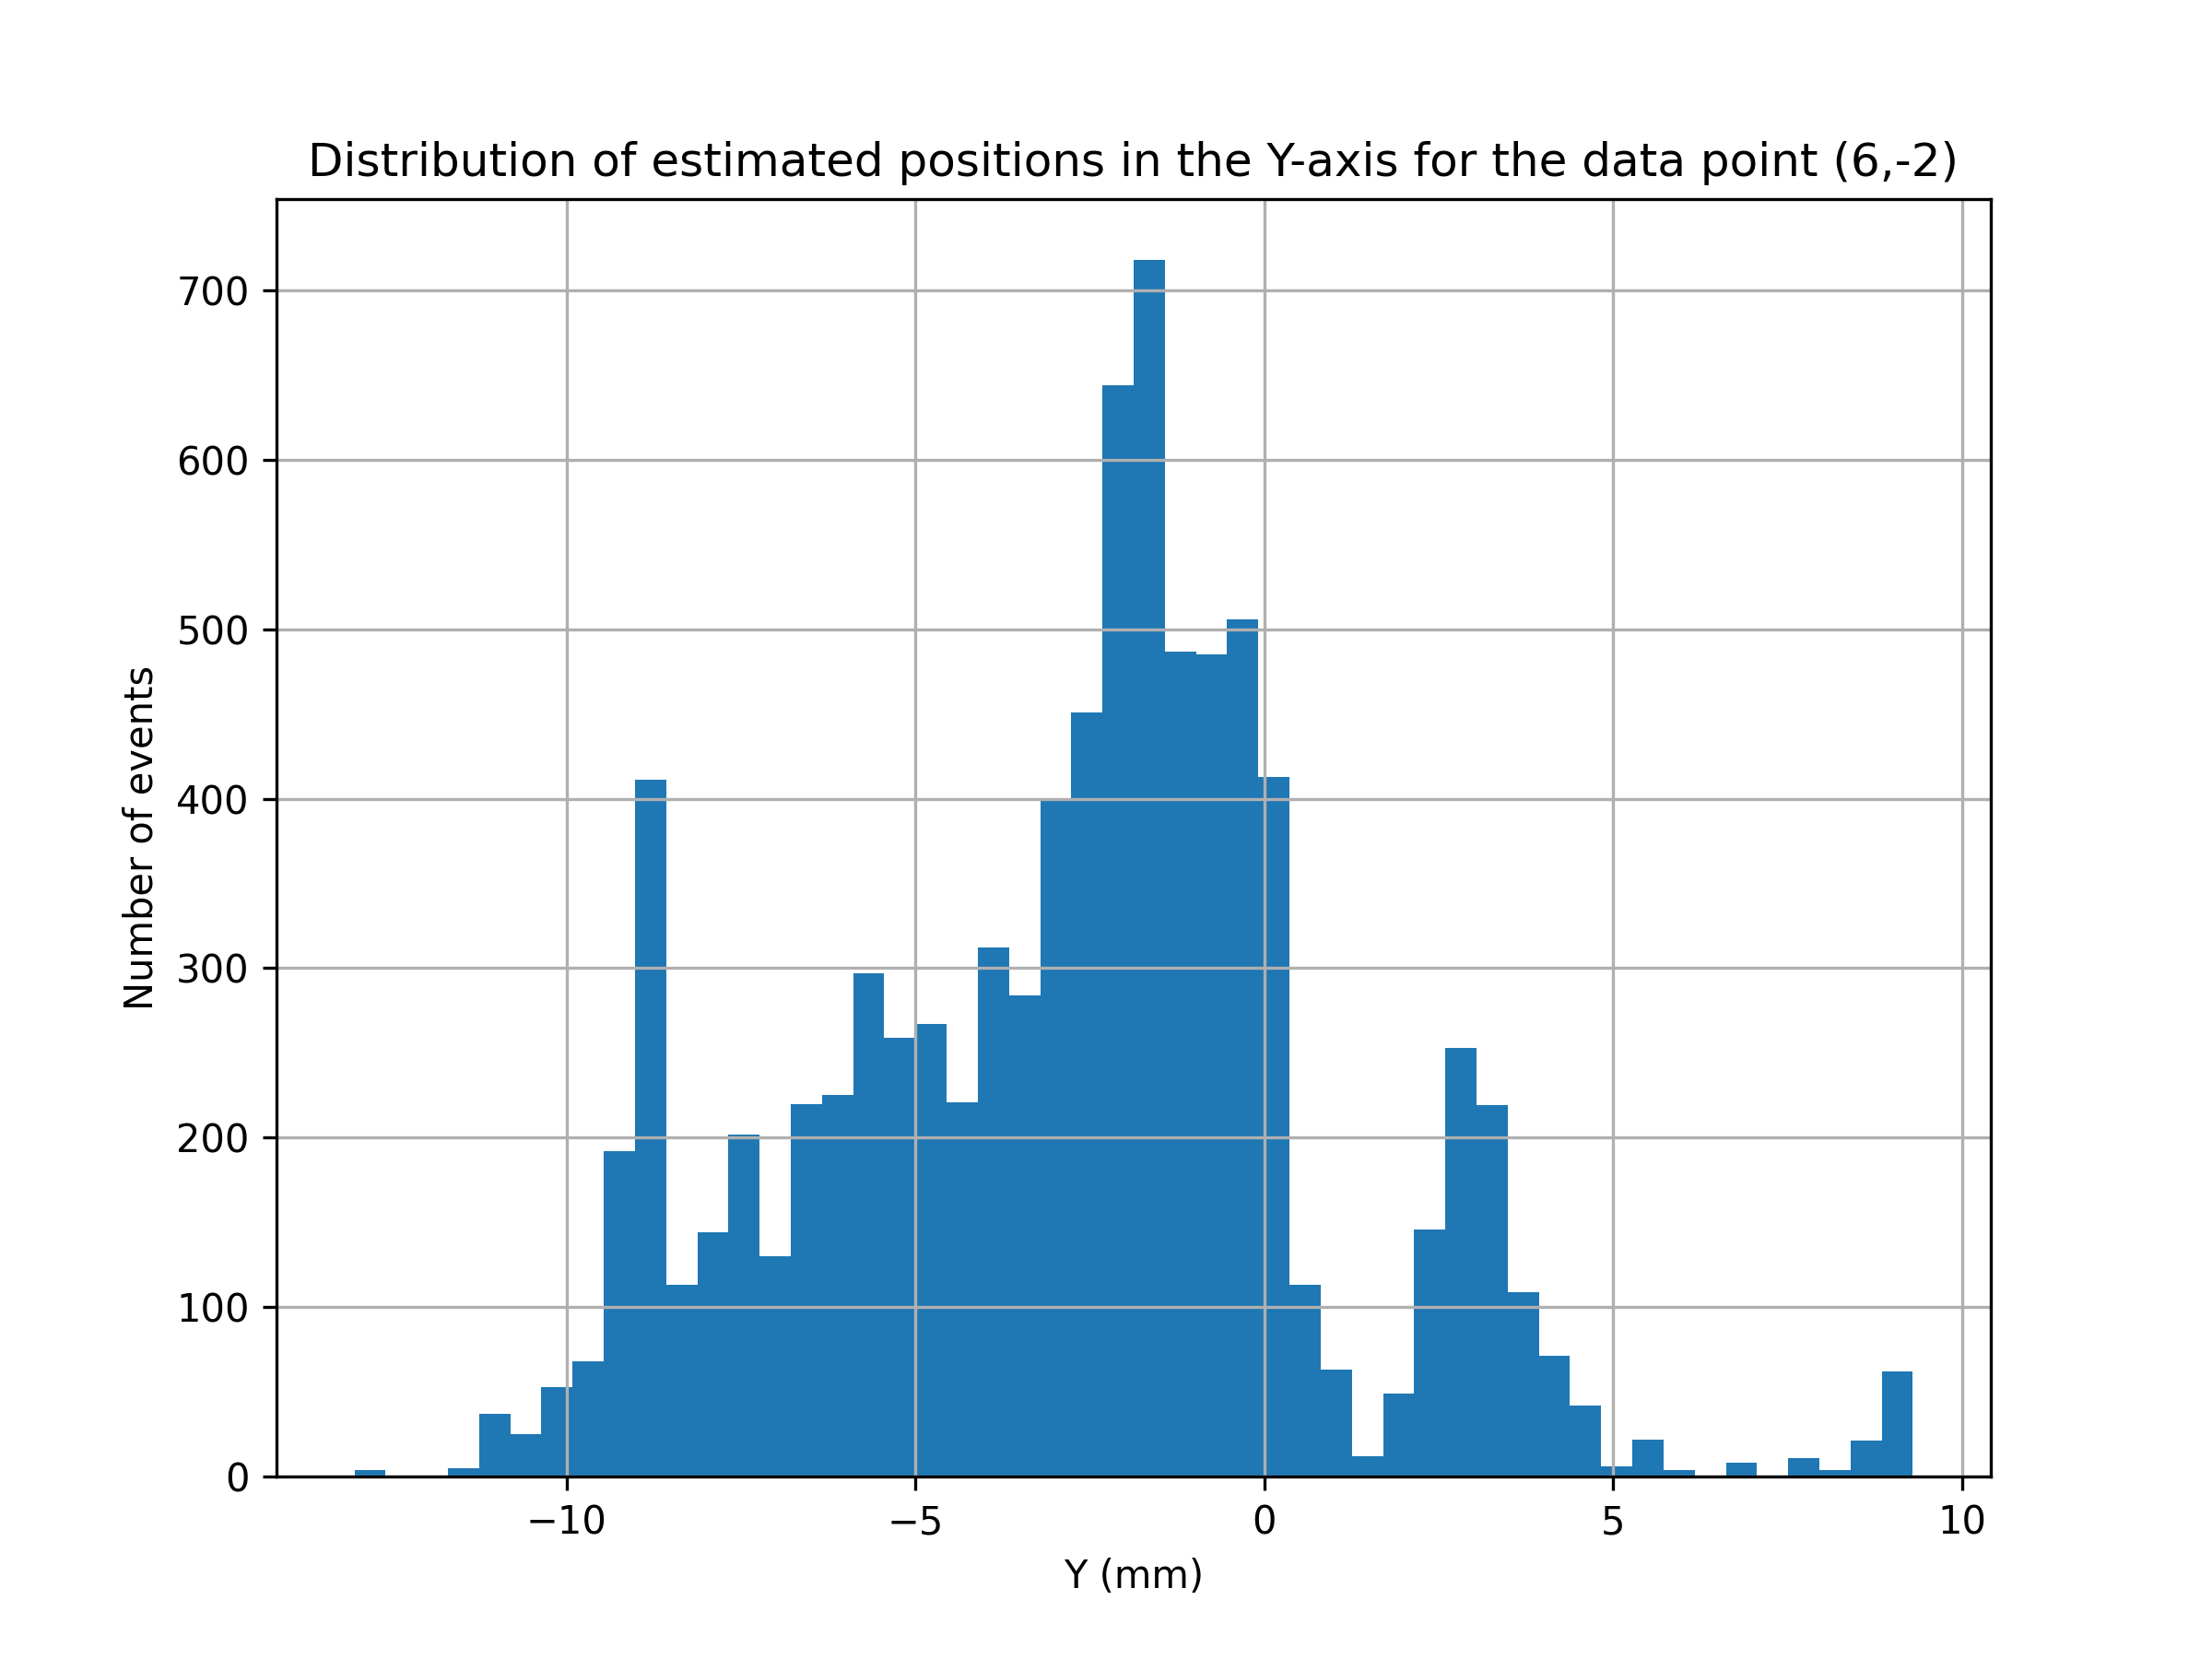 Distribution of estimated positions in the Y-axis for the data point (6,-2)
700
600
500
400
300
200
100
0
Number of events
−10 −5 0 5 10
Y (mm)